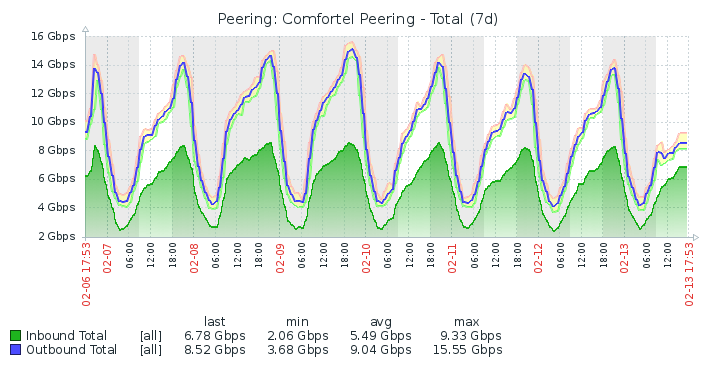 Peering: Comfortel Peering - Total (7d)
16 Gbps
14 Gbps
12 Gbps
10 Gbps
8 Gbps
6 Gbps
4 Gbps
2 Gbps
02-06 17:53 02-07 06:00 12:00 18:00 02-08 06:00 12:00 18:00 02-09 06:00 12:00 18:00 02-10 06:00 12:00 18:00 02-11 06:00 12:00 18:00 02-12 06:00 12:00 18:00 02-13 06:00 12:00 02-13 17:53
last min avg max
Inbound Total [all] 6.78 Gbps 2.06 Gbps 5.49 Gbps 9.33 Gbps
Outbound Total [all] 8.52 Gbps 3.68 Gbps 9.04 Gbps 15.55 Gbps